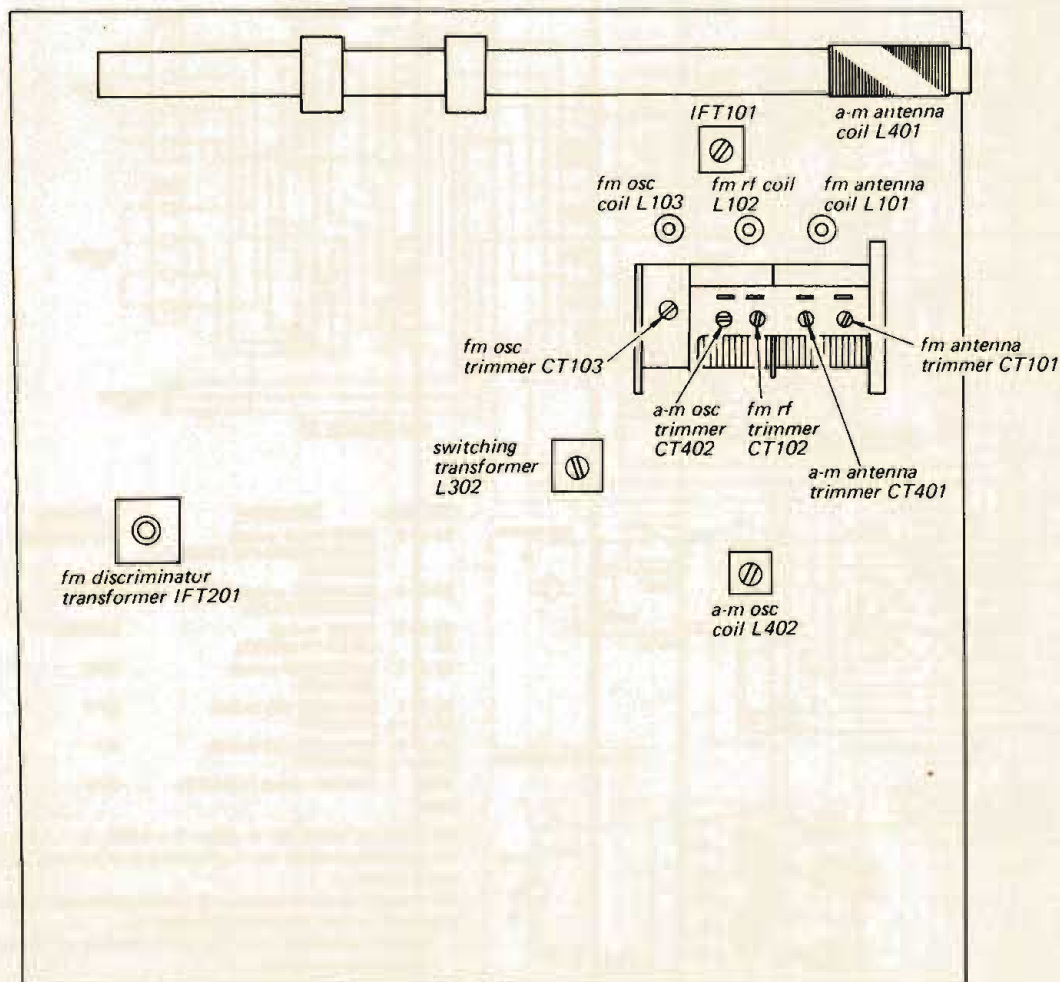 IFT101
a-m antenna
coil L401
fm osc
coil L103
fm rf coil
L102
fm antenna
coil L101
fm osc
trimmer CT103
fm antenna
trimmer CT101
a-m osc
trimmer
CT402
fm rf
trimmer
CT102
a-m antenna
trimmer CT401
switching
transformer
L302
fm discriminator
transformer IFT201
a-m osc
coil L402